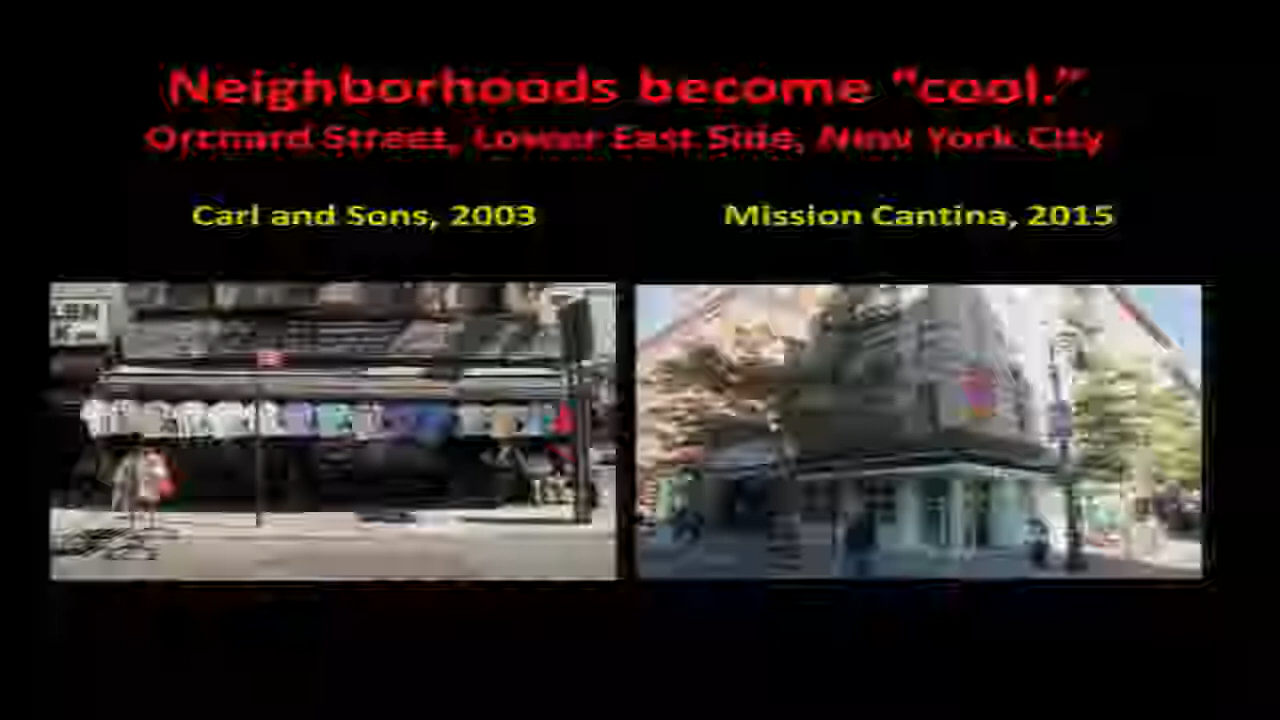 Neighborhoods become “cool.”
Orchard Street, Lower East Side, New York City
Carl and Sons, 2003
Mission Cantina, 2015